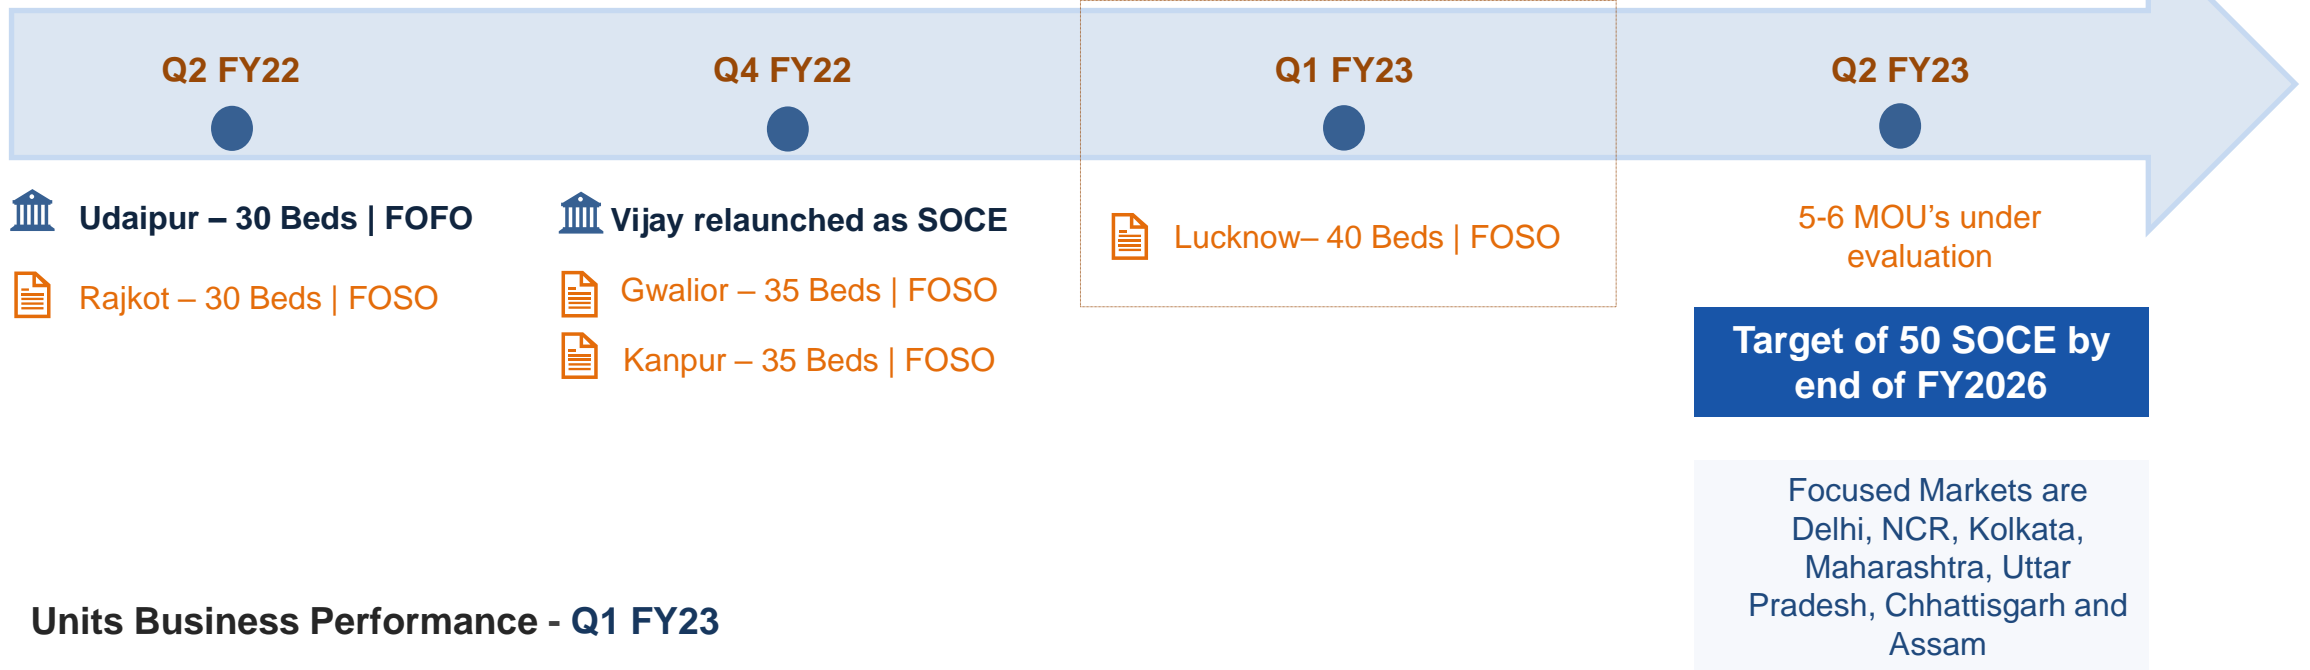 Q2 FY22
Q4 FY22
Q1 FY23
Q2 FY23
Udaipur – 30 Beds | FOFO
Rajkot – 30 Beds | FOSO
Vijay relaunched as SOCE
Gwalior – 35 Beds | FOSO
Kanpur – 35 Beds | FOSO
Lucknow– 40 Beds | FOSO
5-6 MOU's under
evaluation
Target of 50 SOCE by
end of FY2026
Focused Markets are
Delhi, NCR, Kolkata,
Maharashtra, Uttar
Pradesh, Chhattisgarh and
Assam
Units Business Performance - Q1 FY23